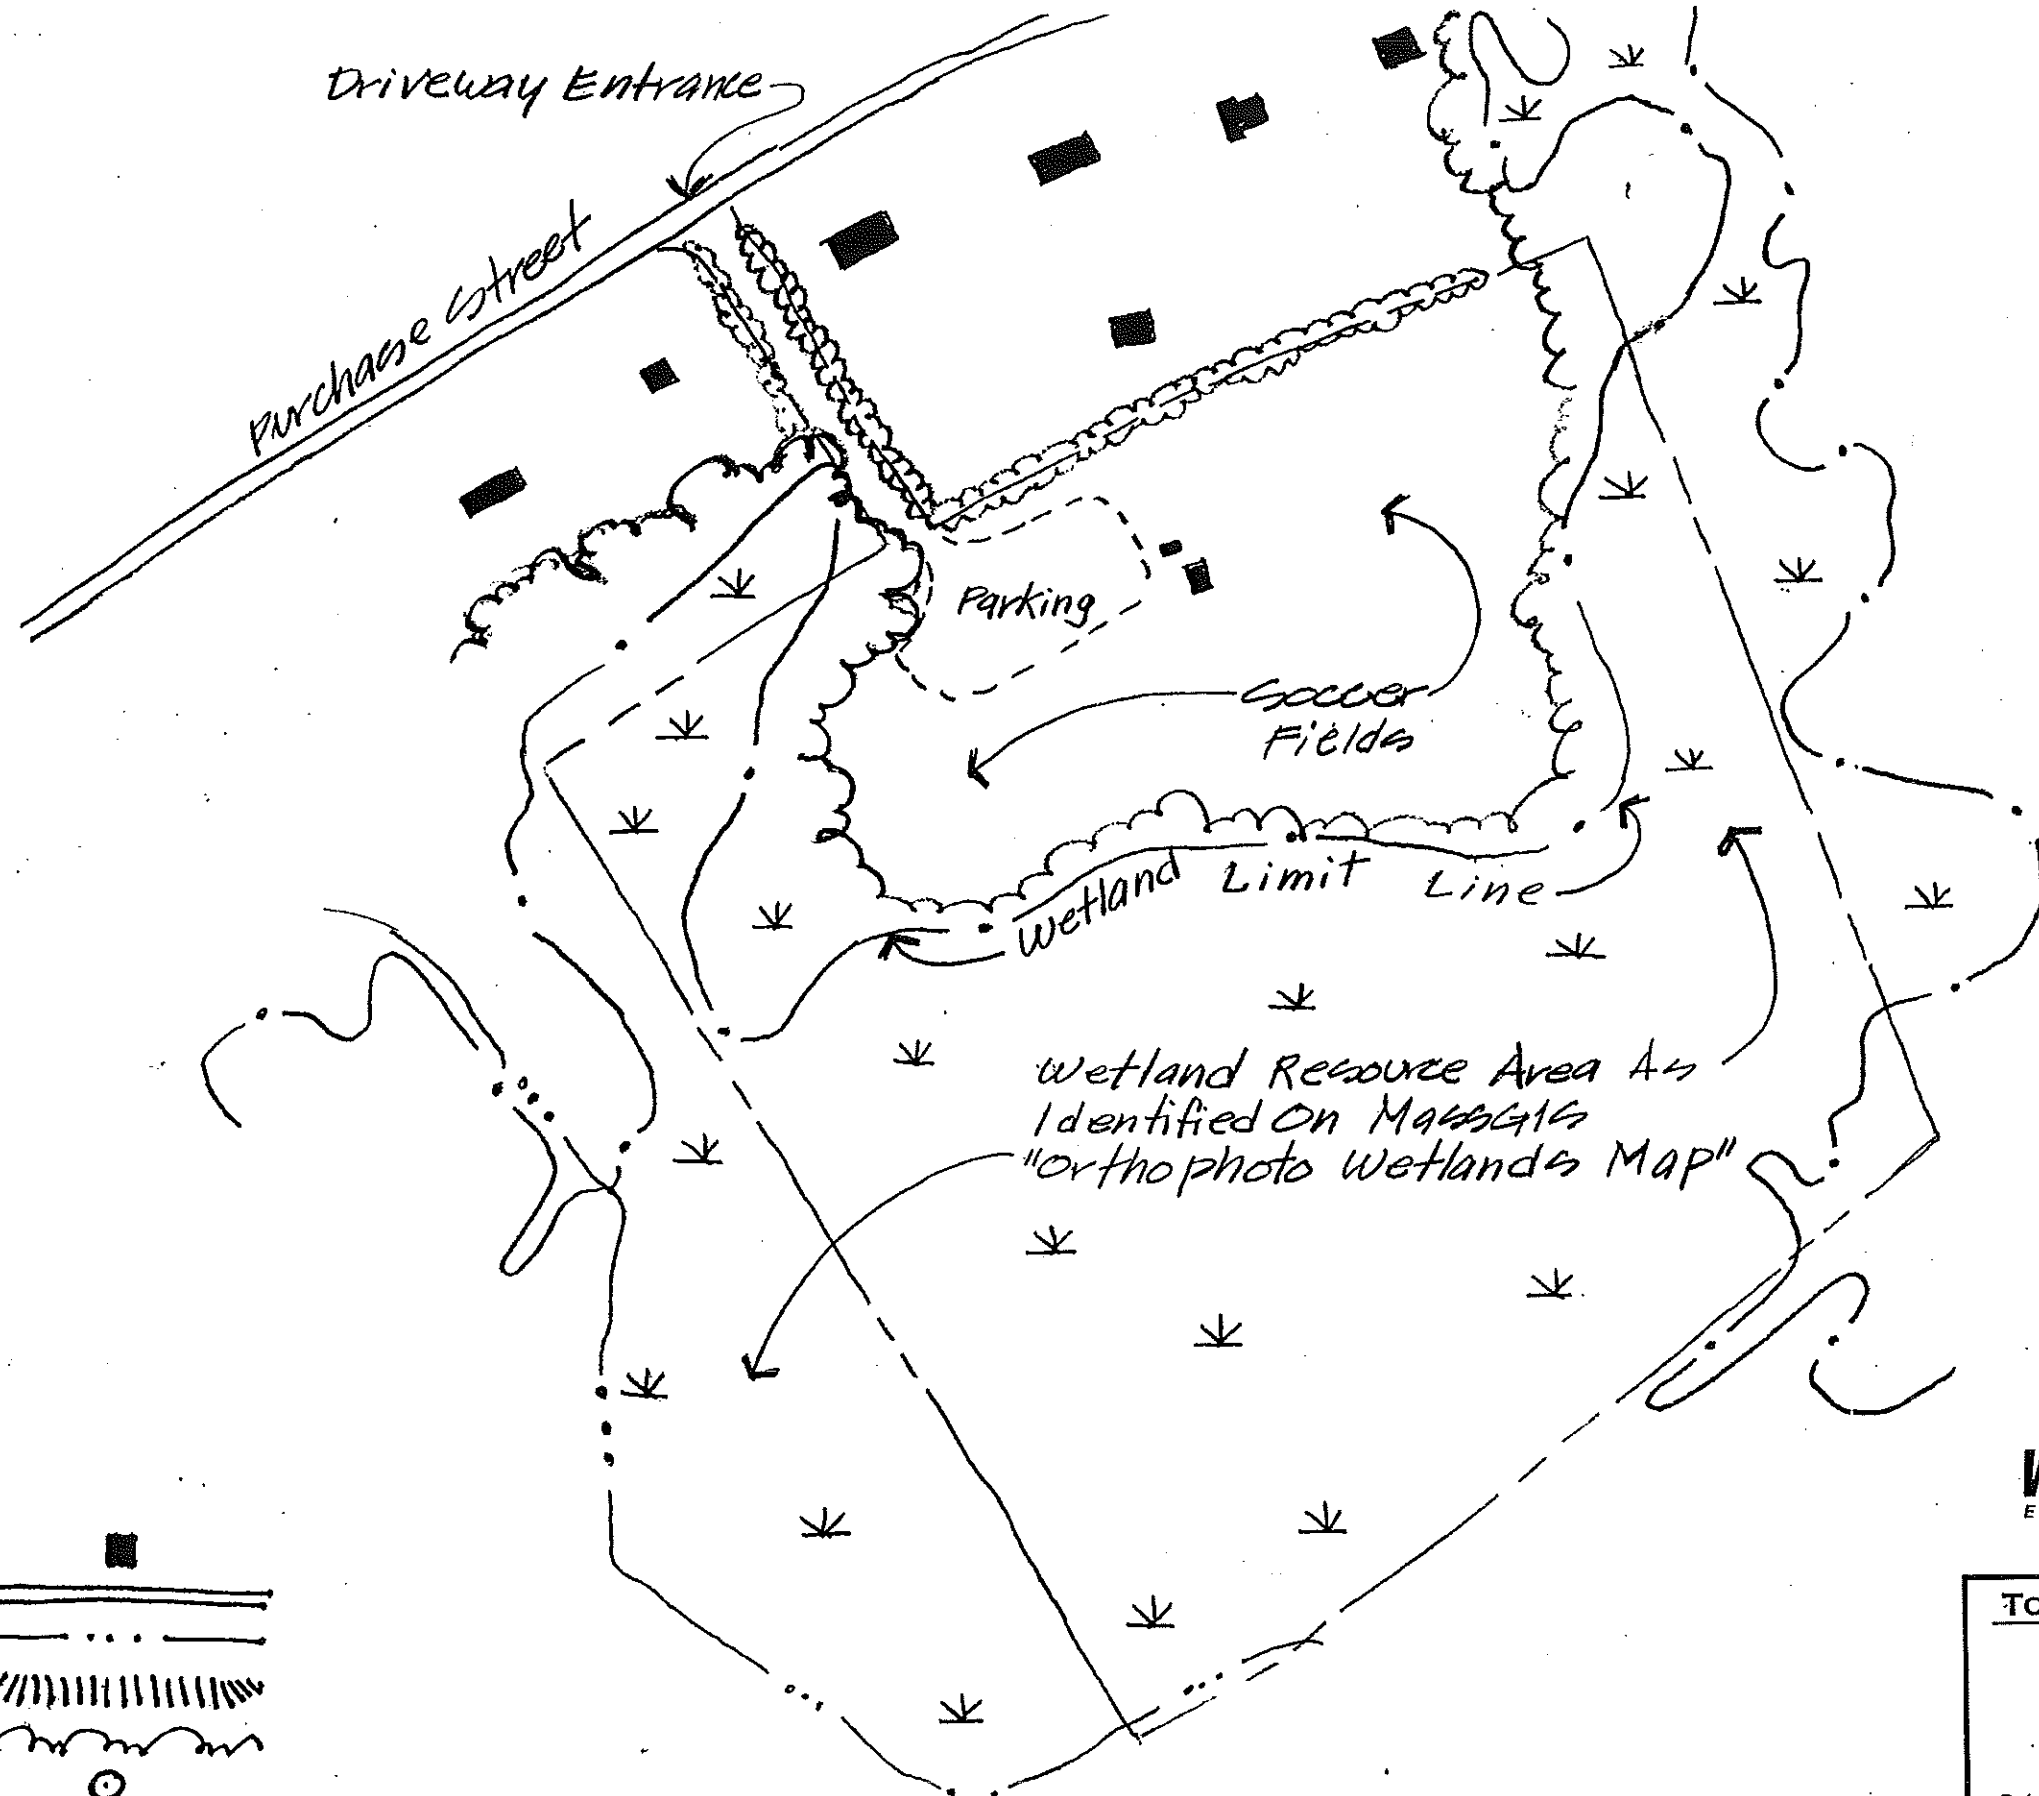 Driveway Entrance
Purchase Street
Parking
Soccer
Fields
Wetland Limit Line
Wetland Resource Area As
Identified On MassGIS
"Orthophoto Wetlands Map"